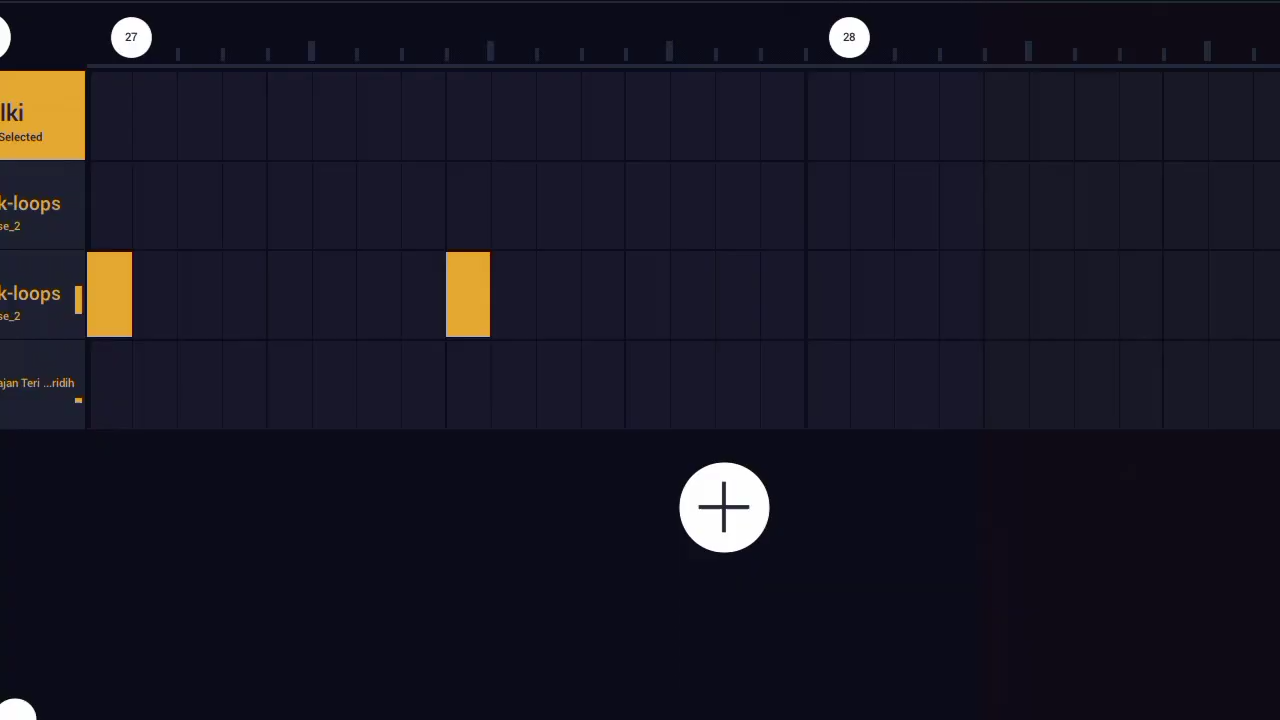 27
28
lki
Selected
k-loops
se_2
k-loops
se_2
ajan Teri ...ridih